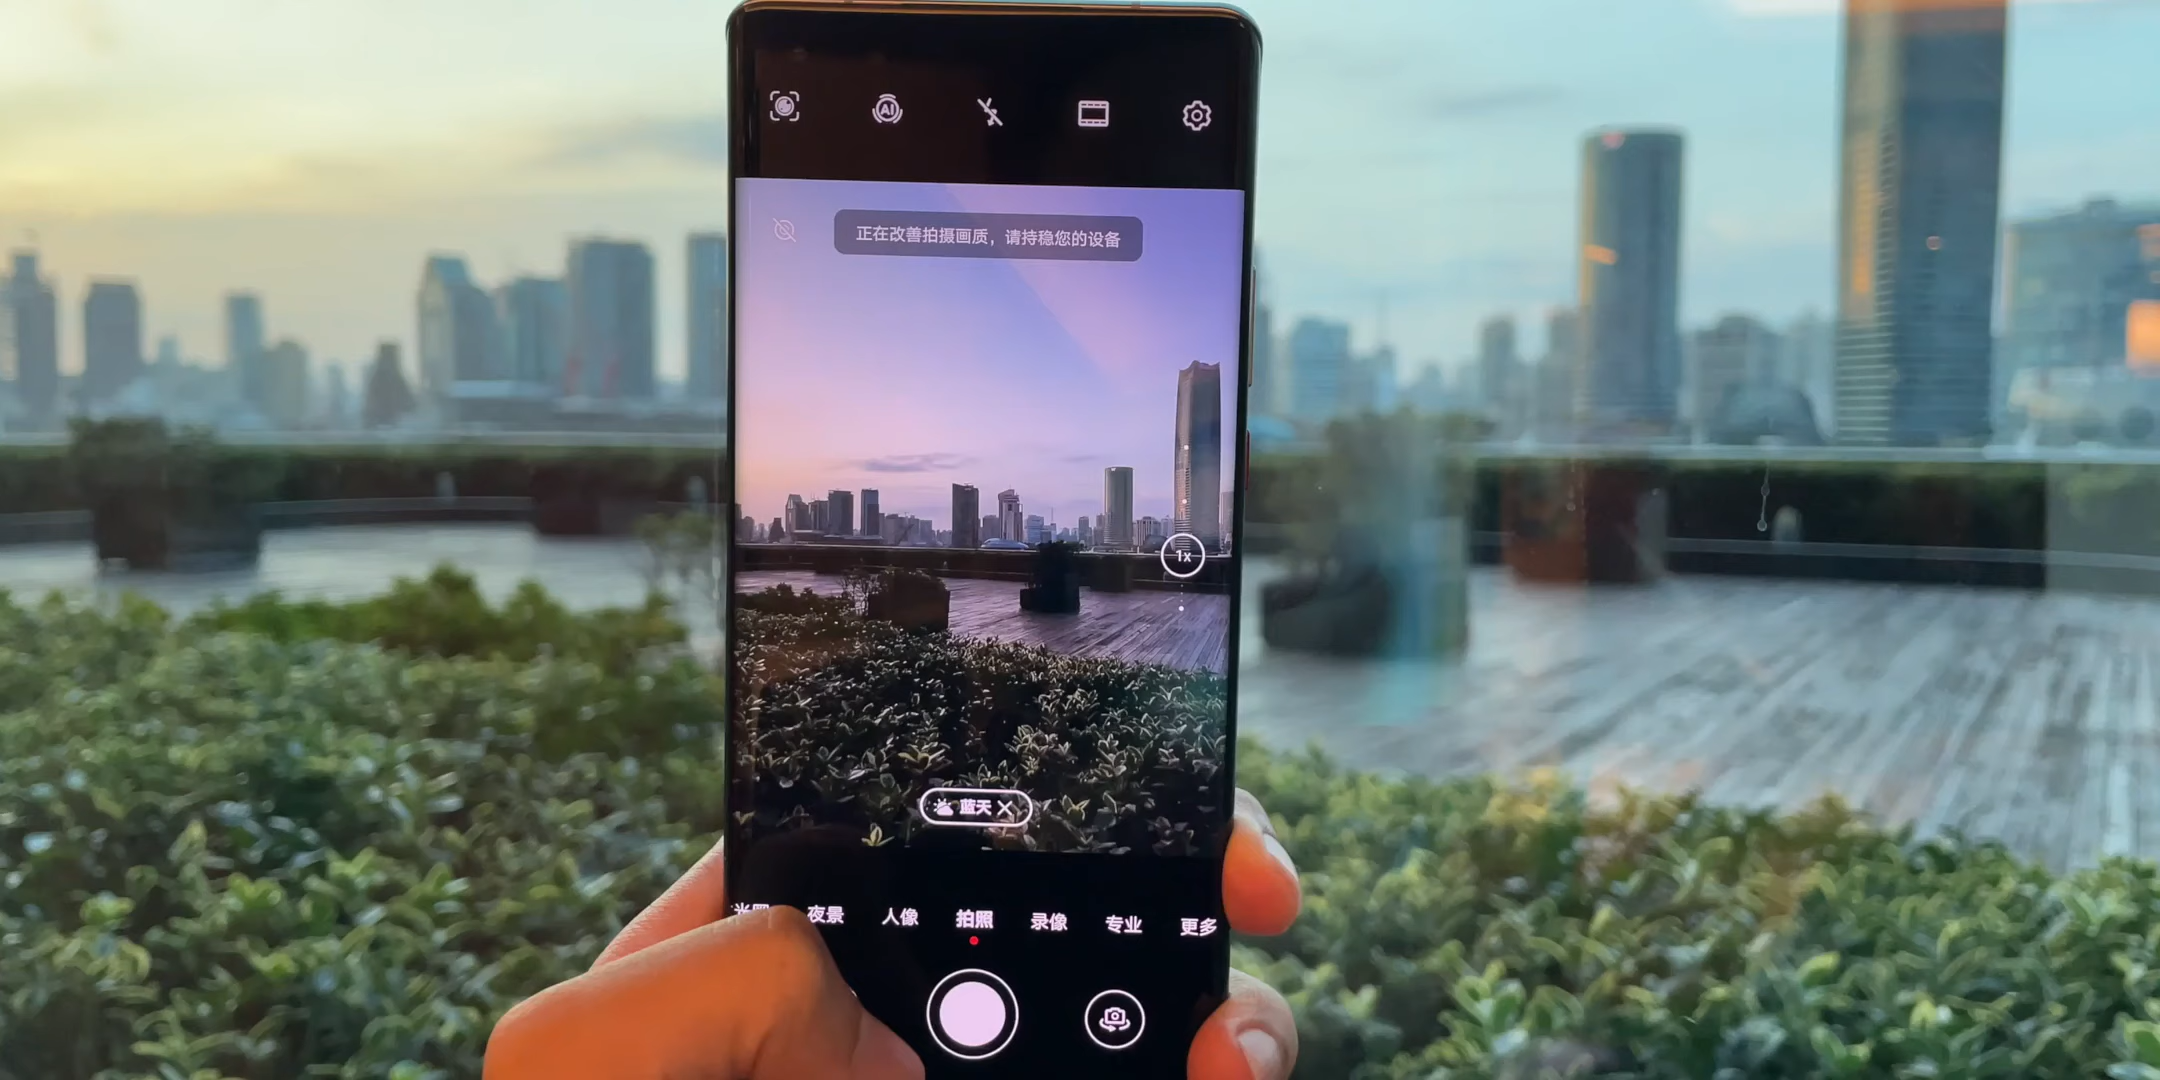 AI
正在改善拍摄画质，请持稳您的设备
1x
蓝天
夜景 人像 拍照 录像 专业 更多